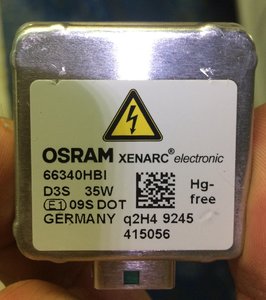 OSRAM XENARC® electronic
66340HBI
D3S 35W
Hg-free
E1 09S DOT
GERMANY q2H4 9245
415056